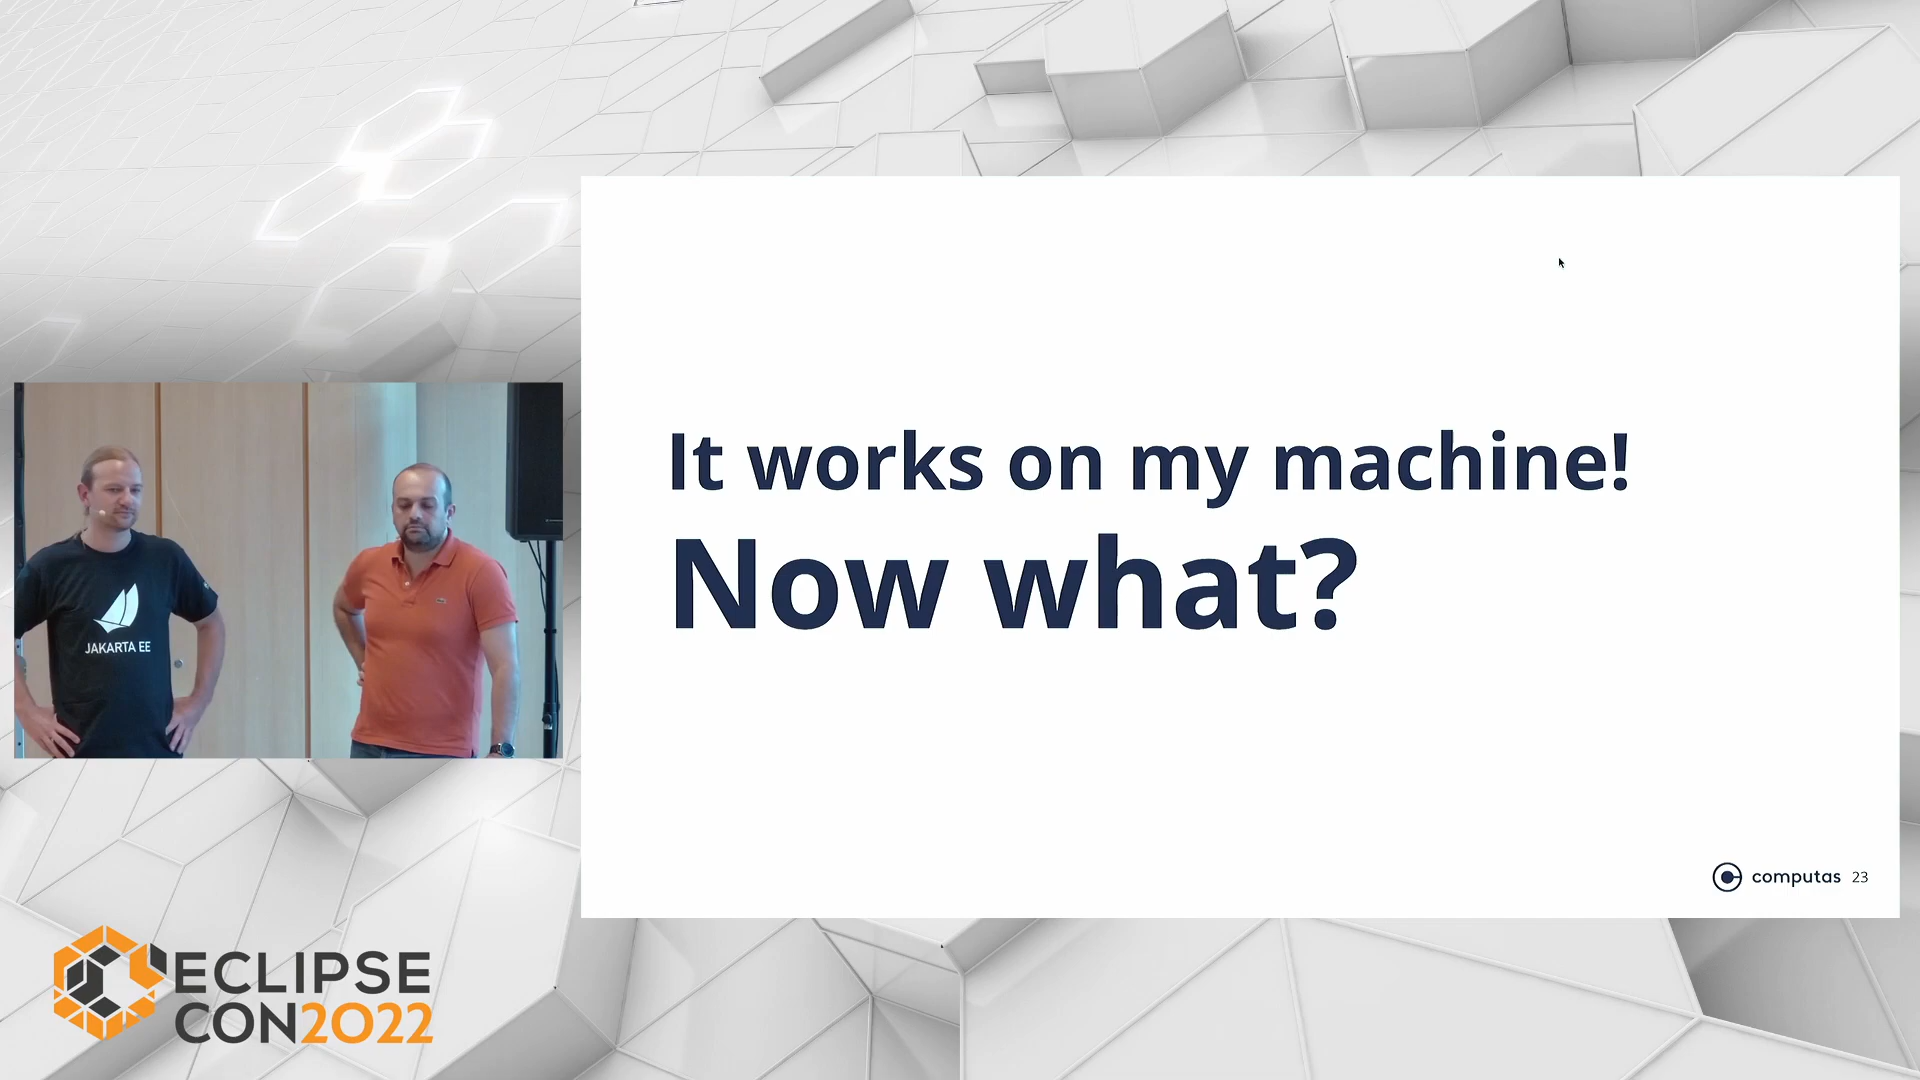 It works on my machine!
Now what?
JAKARTA EE
computas 23
ECLIPSE
CON2022